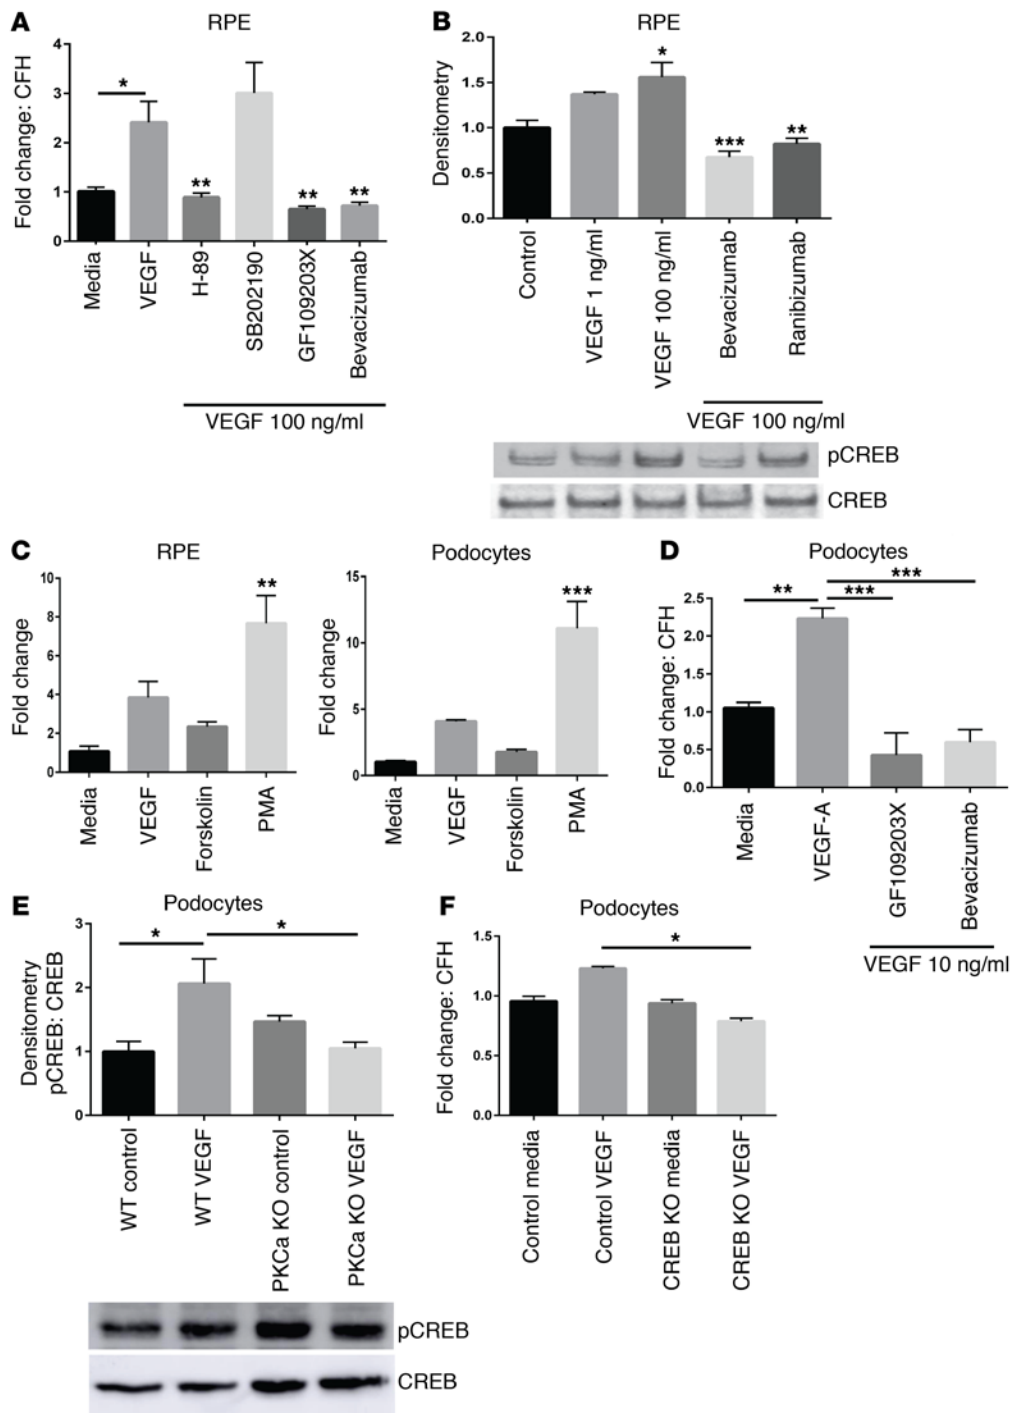 A
RPE
Fold change: CFH
4
3
2
1
0
*
**
**
**
Media
VEGF
H-89
SB202190
GF109203X
Bevacizumab
VEGF 100 ng/ml
B
RPE
Densitometry
2.0
1.5
1.0
0.5
0.0
*
***
**
Control
VEGF 1 ng/ml
VEGF 100 ng/ml
Bevacizumab
Ranibizumab
VEGF 100 ng/ml
pCREB
CREB
C
RPE
Fold change
10
8
6
4
2
0
**
Media
VEGF
Forskolin
PMA
Podocytes
Fold change
15
10
5
0
***
Media
VEGF
Forskolin
PMA
D
Podocytes
Fold change: CFH
2.5
2.0
1.5
1.0
0.5
0.0
**
***
***
Media
VEGF-A
GF109203X
Bevacizumab
VEGF 10 ng/ml
E
Podocytes
Densitometry
pCREB: CREB
3
2
1
0
*
*
WT control
WT VEGF
PKCa KO control
PKCa KO VEGF
pCREB
CREB
F
Podocytes
Fold change: CFH
1.5
1.0
0.5
0.0
*
Control media
Control VEGF
CREB KO media
CREB KO VEGF